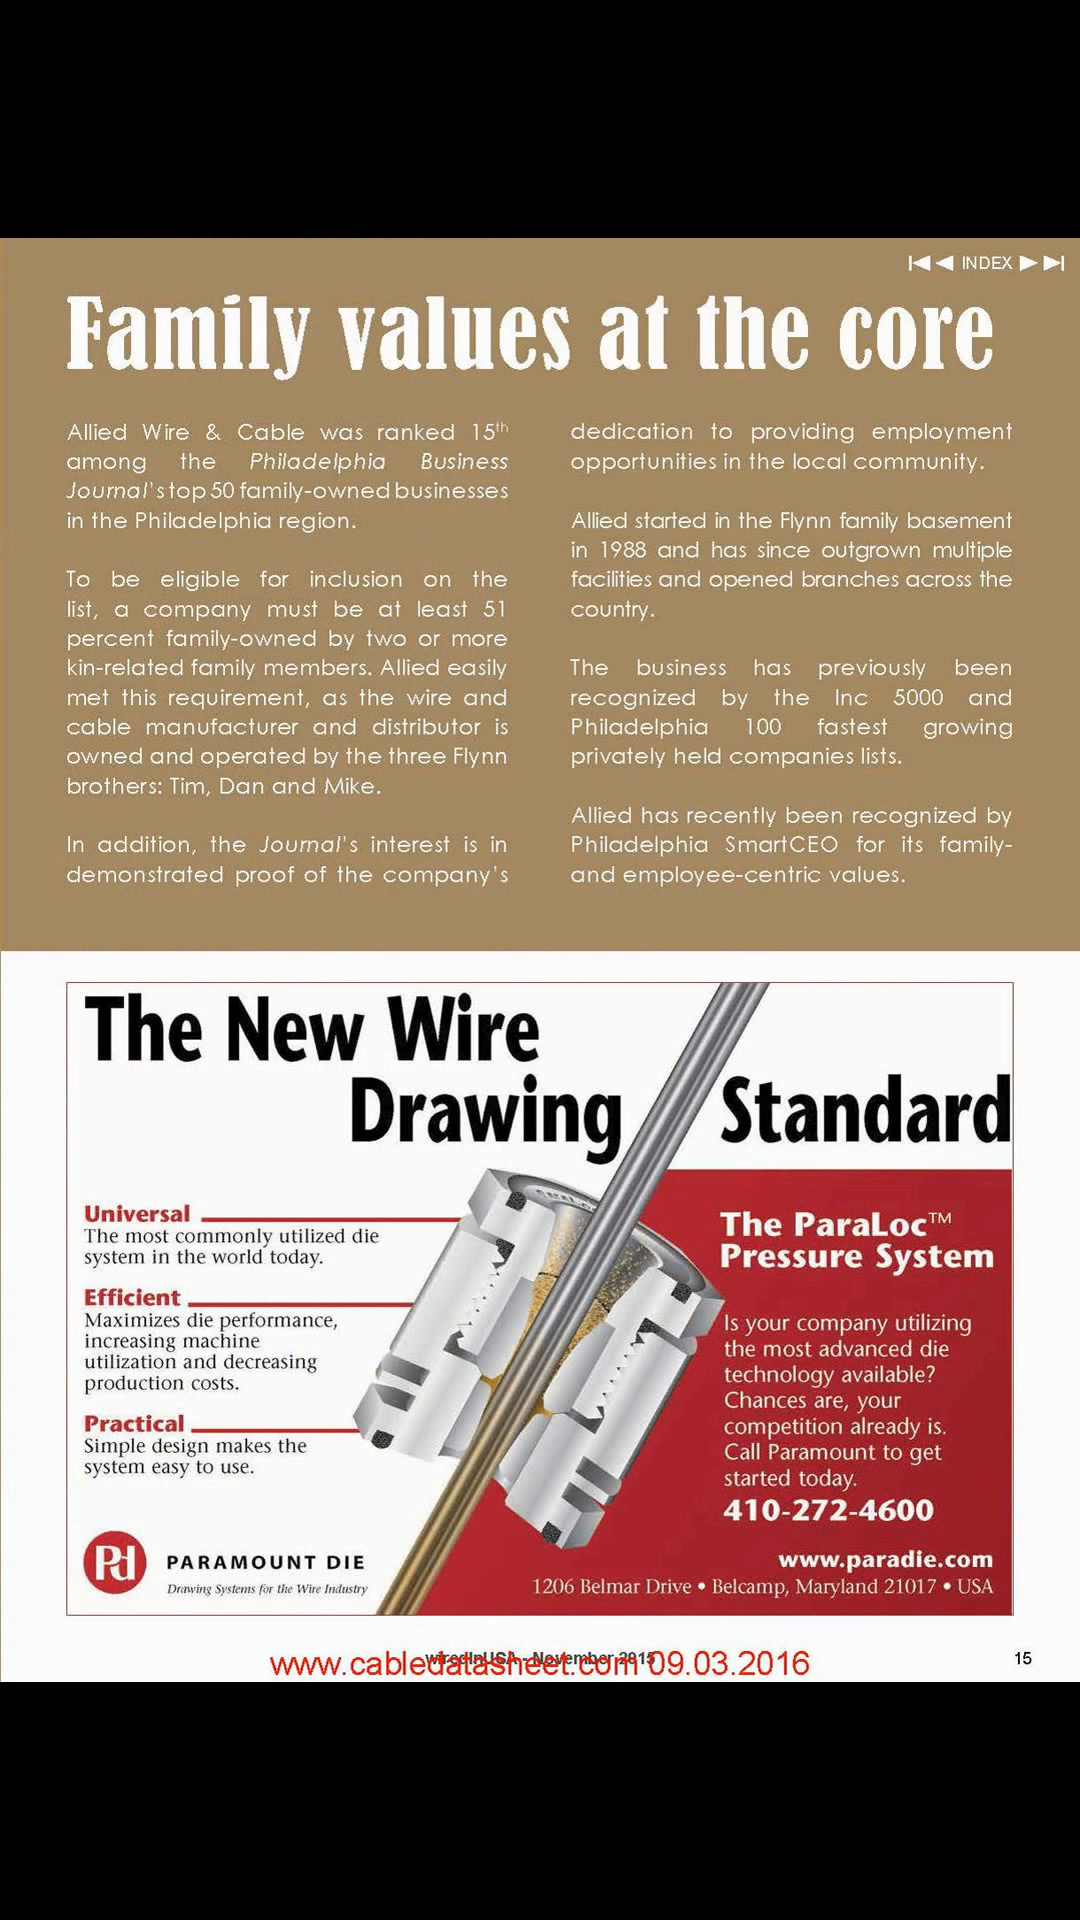 INDEX
Family values at the core
Allied Wire & Cable was ranked 15th
among the Philadelphia Business
Journal's top 50 family-owned businesses
in the Philadelphia region.
To be eligible for inclusion on the
list, a company must be at least 51
percent family-owned by two or more
kin-related family members. Allied easily
met this requirement, as the wire and
cable manufacturer and distributor is
owned and operated by the three Flynn
brothers: Tim, Dan and Mike.
In addition, the Journal's interest is in
demonstrated proof of the company's
dedication to providing employment
opportunities in the local community.
Allied started in the Flynn family basement
in 1988 and has since outgrown multiple
facilities and opened branches across the
country.
The business has previously been
recognized by the Inc 5000 and
Philadelphia 100 fastest growing
privately held companies lists.
Allied has recently been recognized by
Philadelphia SmartCEO for its family-
and employee-centric values.
The New Wire
Drawing Standard
Universal
The most commonly utilized die
system in the world today.
Efficient
Maximizes die performance,
increasing machine
utilization and decreasing
production costs.
Practical
Simple design makes the
system easy to use.
Pd
PARAMOUNT DIE
Drawing Systems for the Wire Industry
The ParaLoc™
Pressure System
Is your company utilizing
the most advanced die
technology available?
Chances are, your
competition already is.
Call Paramount to get
started today.
410-272-4600
www.paradie.com
1206 Belmar Drive • Belcamp, Maryland 21017 • USA
wiredInUSA - November 2015
www.cabledatasheet.com 09.03.2016
15